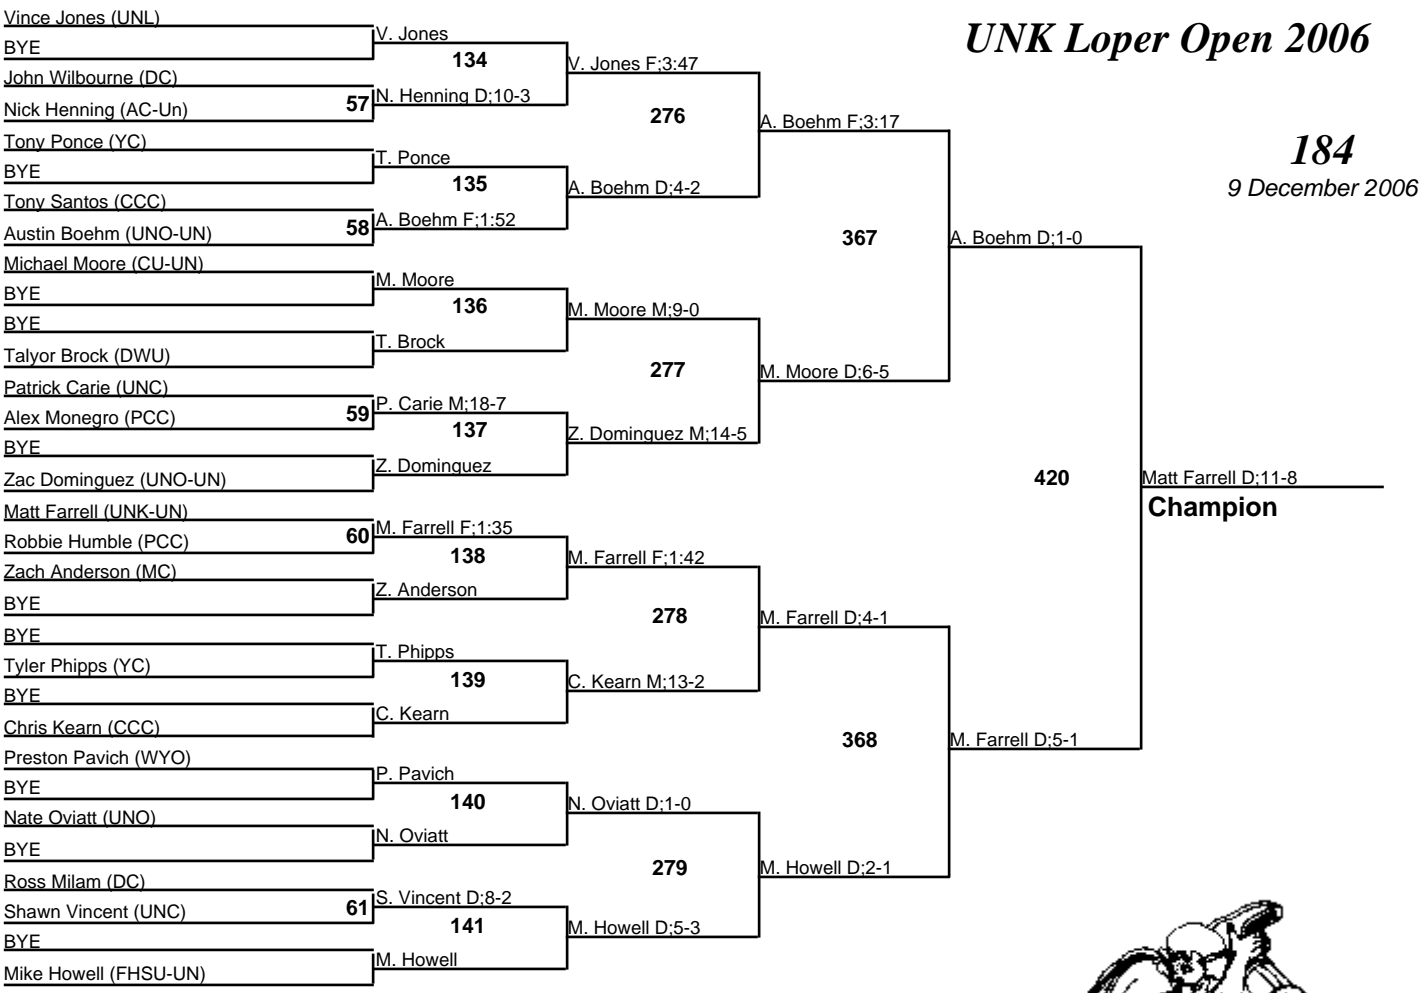 UNK Loper Open 2006
184
9 December 2006
Vince Jones (UNL)
BYE
John Wilbourne (DC)
Nick Henning (AC-Un)
Tony Ponce (YC)
BYE
Tony Santos (CCC)
Austin Boehm (UNO-UN)
Michael Moore (CU-UN)
BYE
BYE
Talyor Brock (DWU)
Patrick Carie (UNC)
Alex Monegro (PCC)
BYE
Zac Dominguez (UNO-UN)
Matt Farrell (UNK-UN)
Robbie Humble (PCC)
Zach Anderson (MC)
BYE
BYE
Tyler Phipps (YC)
BYE
Chris Kearn (CCC)
Preston Pavich (WYO)
BYE
Nate Oviatt (UNO)
BYE
Ross Milam (DC)
Shawn Vincent (UNC)
BYE
Mike Howell (FHSU-UN)
57
58
59
60
61
V. Jones
134
N. Henning D;10-3
T. Ponce
135
A. Boehm F;1:52
M. Moore
136
T. Brock
P. Carie M;18-7
137
Z. Dominguez
M. Farrell F;1:35
138
Z. Anderson
T. Phipps
139
C. Kearn
P. Pavich
140
N. Oviatt
S. Vincent D;8-2
141
M. Howell
V. Jones F;3:47
276
A. Boehm D;4-2
M. Moore M;9-0
277
Z. Dominguez M;14-5
M. Farrell F;1:42
278
C. Kearn M;13-2
N. Oviatt D;1-0
279
M. Howell D;5-3
A. Boehm F;3:17
367
M. Moore D;6-5
M. Farrell D;4-1
368
M. Howell D;2-1
A. Boehm D;1-0
420
M. Farrell D;5-1
Matt Farrell D;11-8
Champion